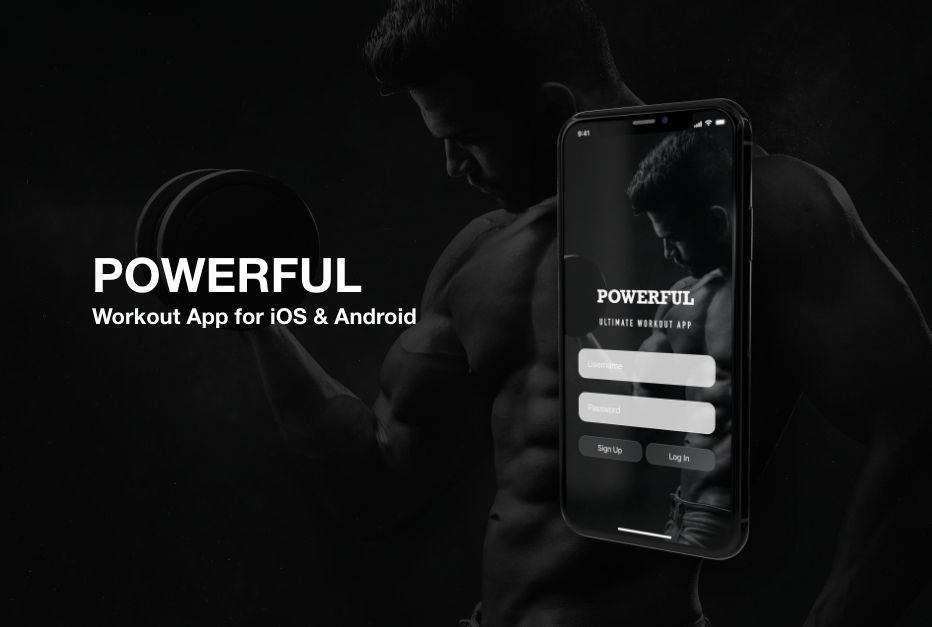 POWERFUL
Workout App for iOS & Android
9:41
POWERFUL
ULTIMATE WORKOUT APP
Username
Password
Sign Up
Log In